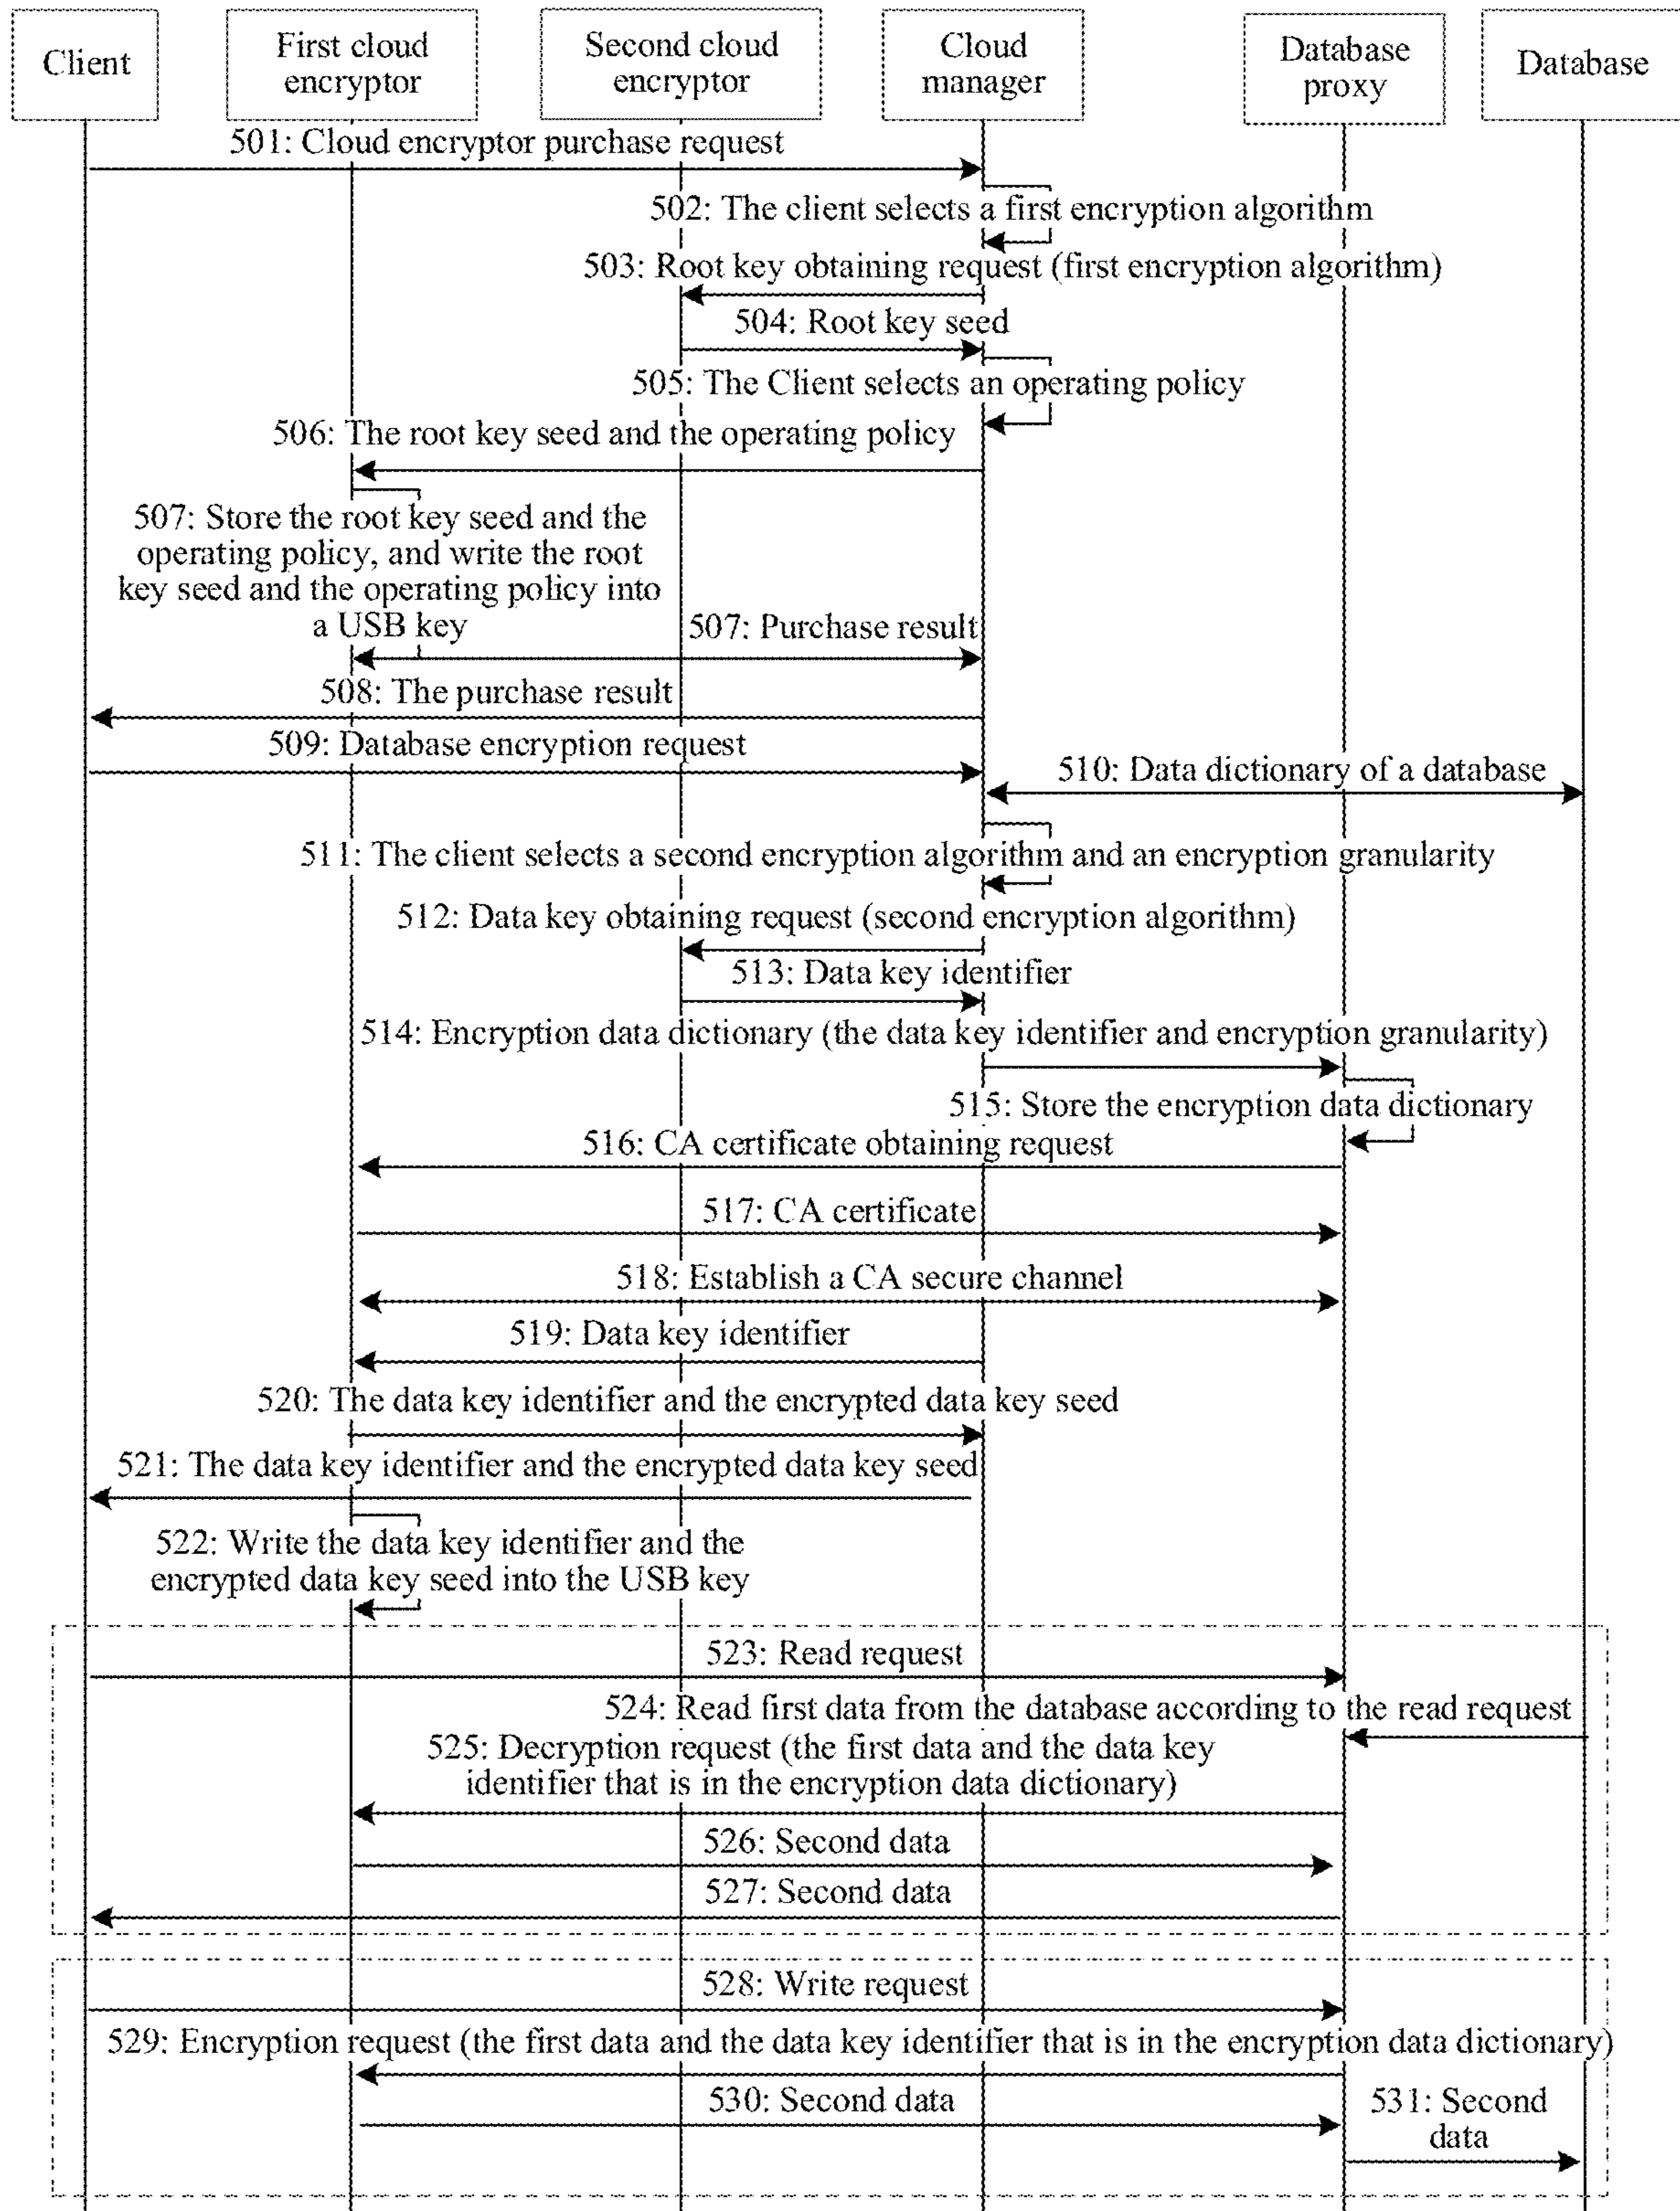 Client
First cloud
encryptor
Second cloud
encryptor
Cloud
manager
Database
proxy
Database
501: Cloud encryptor purchase request
502: The client selects a first encryption algorithm
503: Root key obtaining request (first encryption algorithm)
504: Root key seed
505: The Client selects an operating policy
506: The root key seed and the operating policy
507: Store the root key seed and the
operating policy, and write the root
key seed and the operating policy into
a USB key
507: Purchase result
508: The purchase result
509: Database encryption request
510: Data dictionary of a database
511: The client selects a second encryption algorithm and an encryption granularity
512: Data key obtaining request (second encryption algorithm)
513: Data key identifier
514: Encryption data dictionary (the data key identifier and encryption granularity)
515: Store the encryption data dictionary
516: CA certificate obtaining request
517: CA certificate
518: Establish a CA secure channel
519: Data key identifier
520: The data key identifier and the encrypted data key seed
521: The data key identifier and the encrypted data key seed
522: Write the data key identifier and the
encrypted data key seed into the USB key
523: Read request
524: Read first data from the database according to the read request
525: Decryption request (the first data and the data key
identifier that is in the encryption data dictionary)
526: Second data
527: Second data
528: Write request
529: Encryption request (the first data and the data key identifier that is in the encryption data dictionary)
530: Second data
531: Second
data